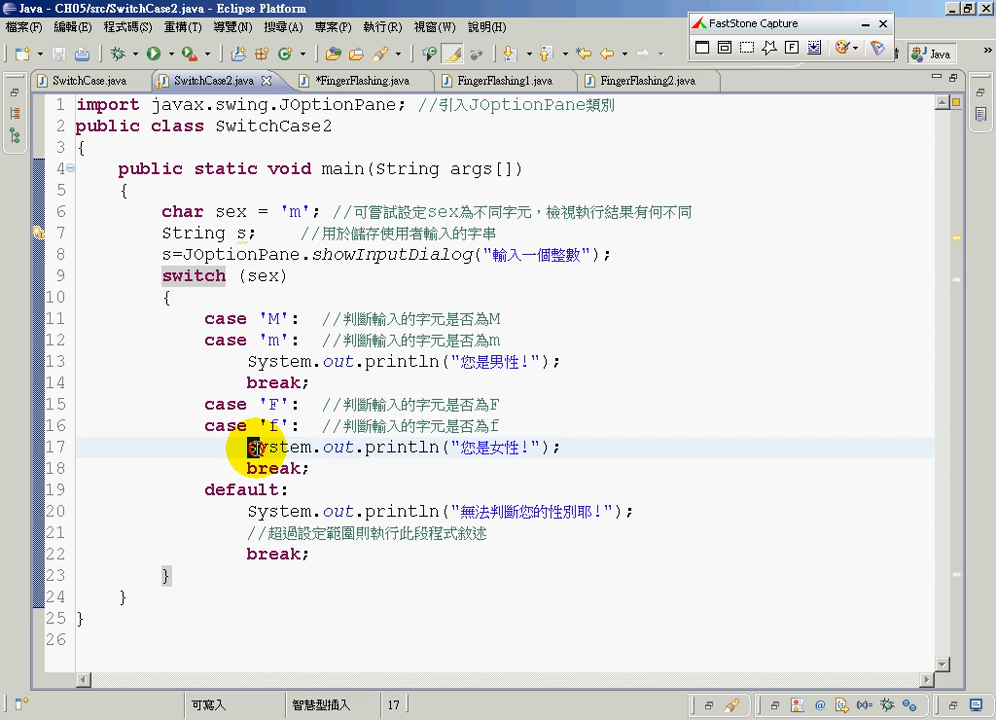 Java - CH05/src/SwitchCase2.java - Eclipse Platform
檔案(F) 編輯(E) 程式碼(S) 重構(T) 導覽(N) 搜尋(A) 專案(P) 執行(R) 視窗(W) 說明(H)
FastStone Capture
Java
SwitchCase.java SwitchCase2.java *FingerFlashing.java FingerFlashing1.java FingerFlashing2.java
1 import javax.swing.JOptionPane; //引入JOptionPane類別
2 public class SwitchCase2
3 {
4 public static void main(String args[])
5 {
6 char sex = 'm'; //可嘗試設定sex為不同字元，檢視執行結果有何不同
7 String s; //用於儲存使用者輸入的字串
8 s=JOptionPane.showInputDialog("輸入一個整數");
9 switch (sex)
10 {
11 case 'M': //判斷輸入的字元是否為M
12 case 'm': //判斷輸入的字元是否為m
13 System.out.println("您是男性!");
14 break;
15 case 'F': //判斷輸入的字元是否為F
16 case 'f': //判斷輸入的字元是否為f
17 System.out.println("您是女性!");
18 break;
19 default:
20 System.out.println("無法判斷您的性別耶!");
21 //超過設定範圍則執行此段程式敘述
22 break;
23 }
24 }
25 }
26
可寫入 智慧型插入 17